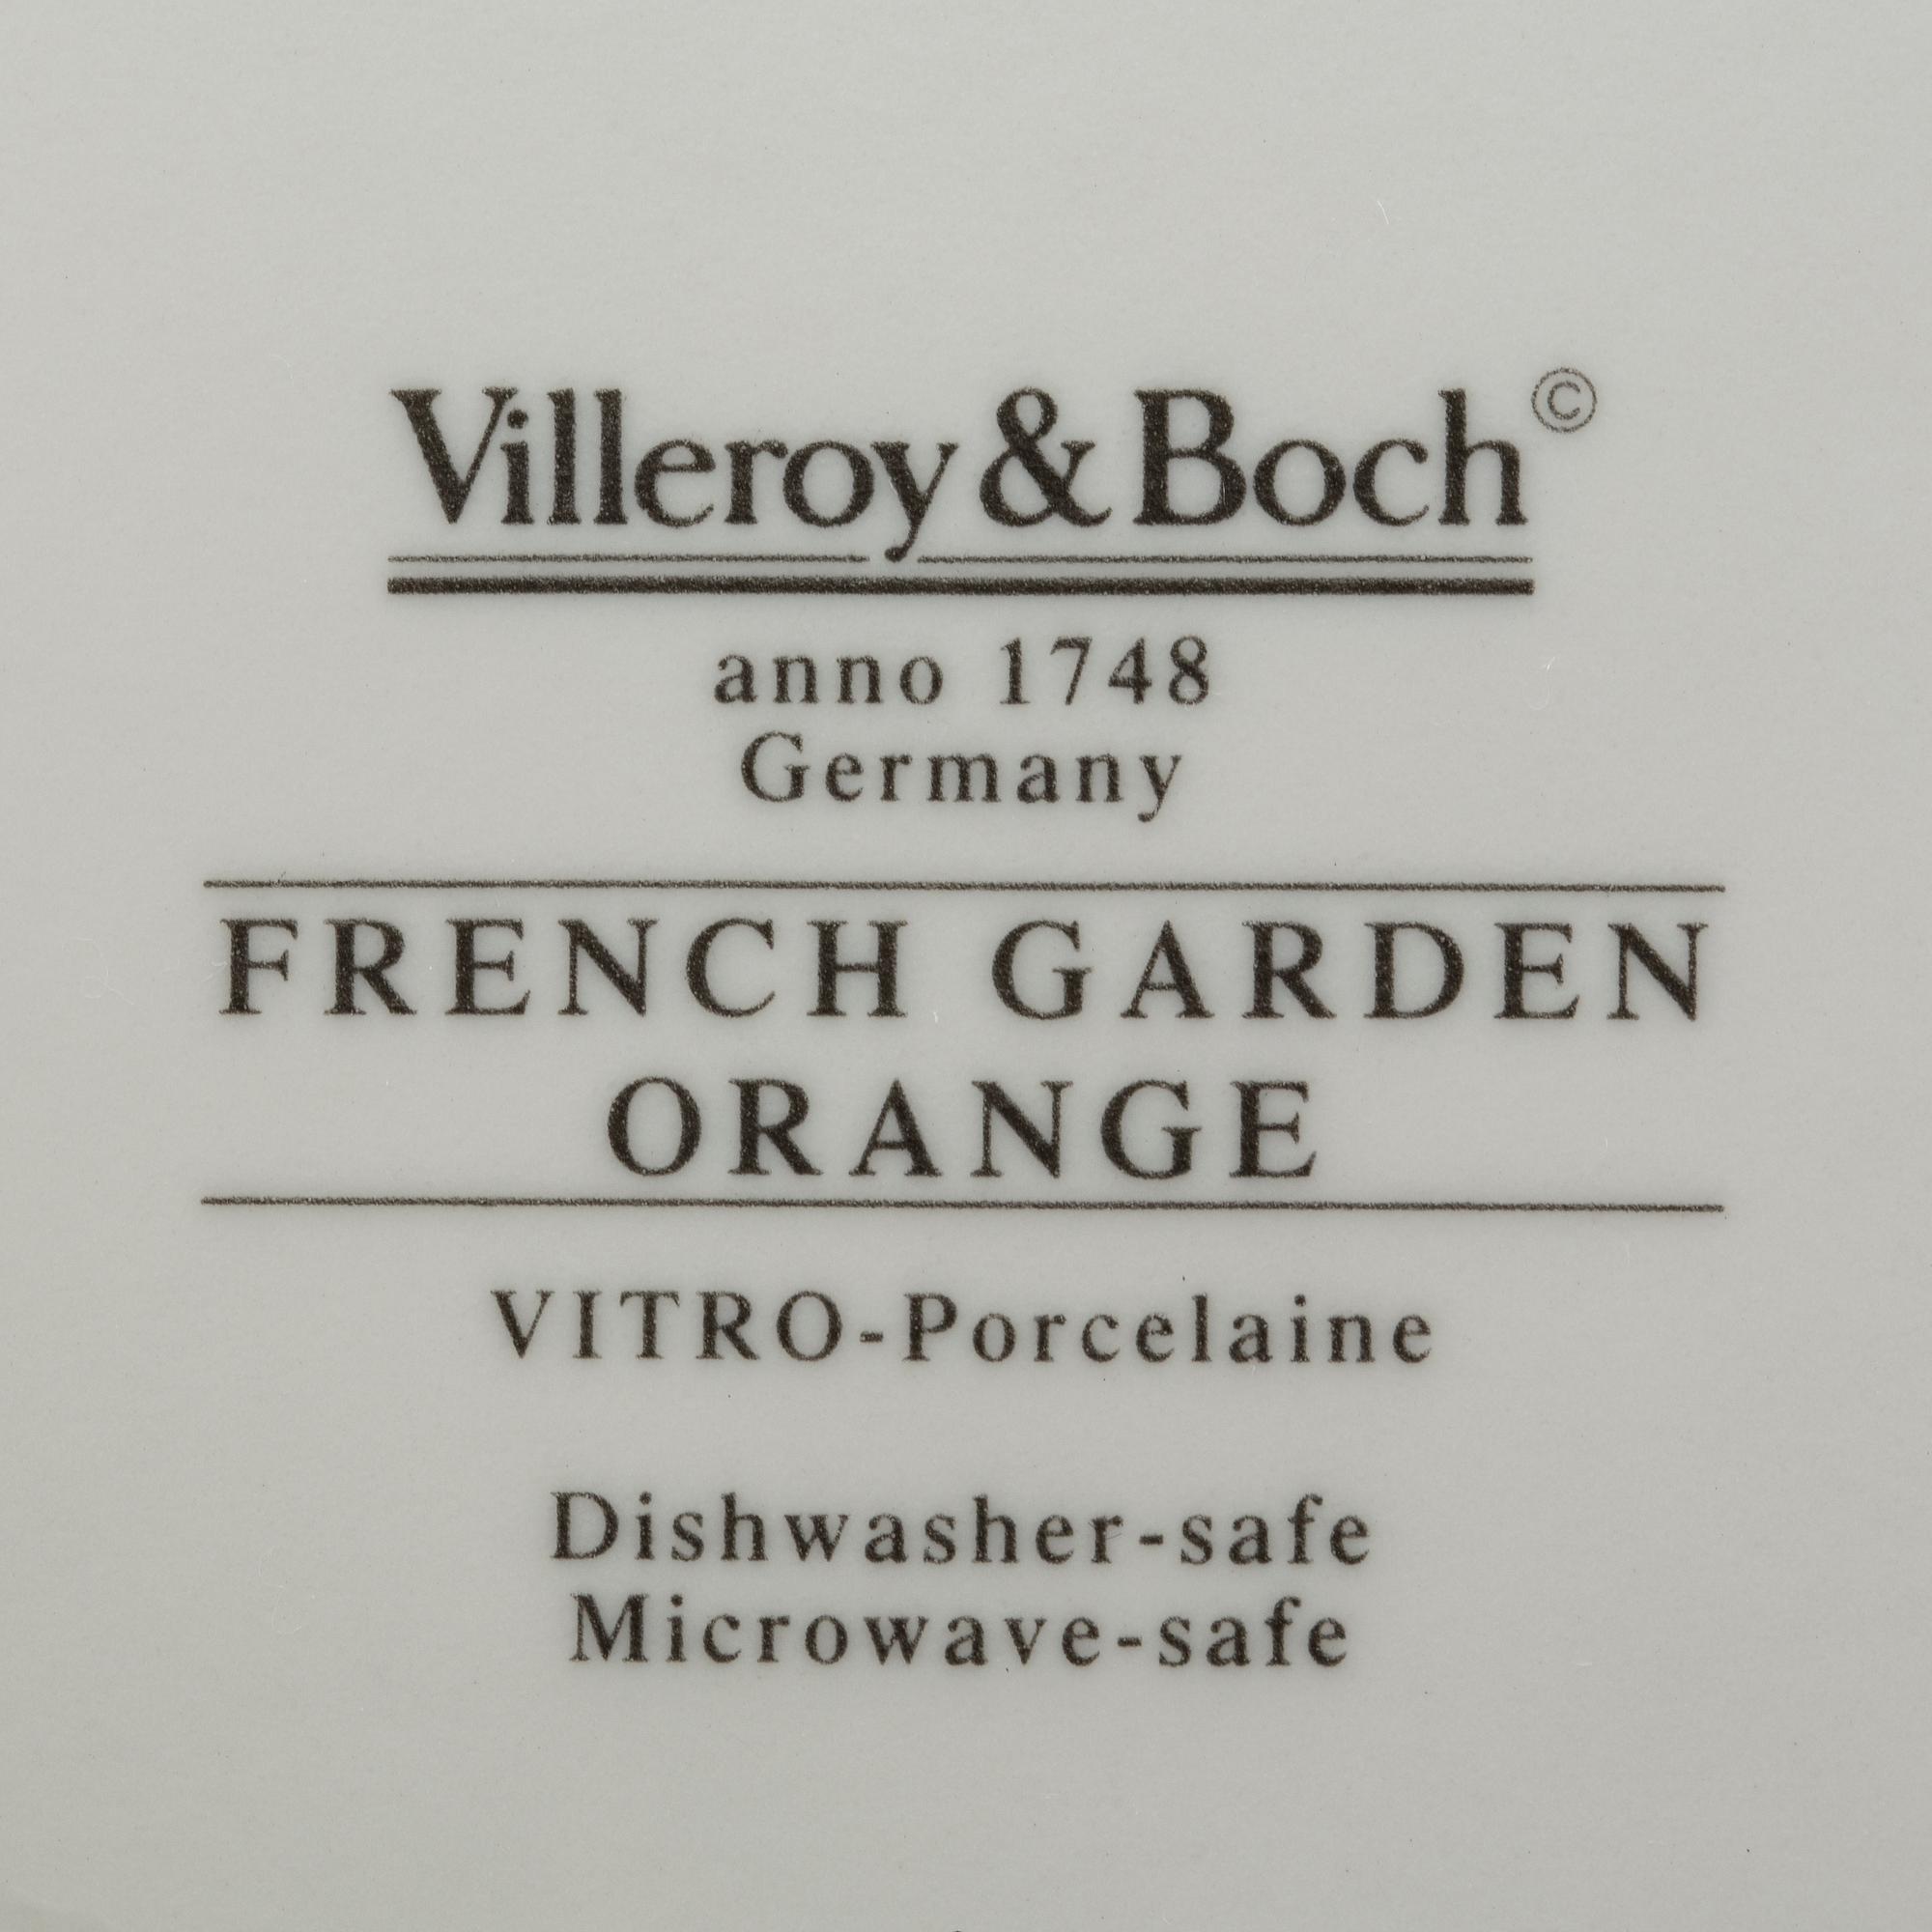 Villeroy & Boch ©
anno 1748
Germany
FRENCH GARDEN
ORANGE
VITRO-Porcelaine
Dishwasher-safe
Microwave-safe